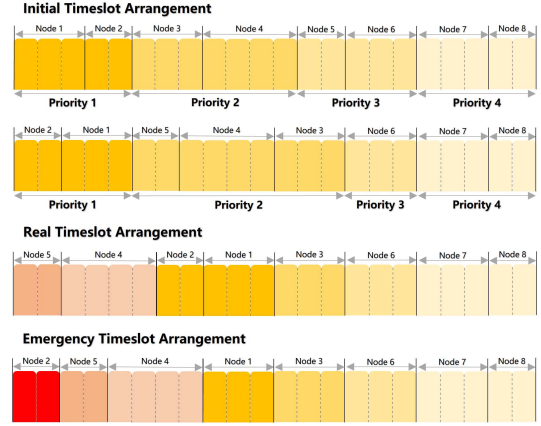 Initial Timeslot Arrangement
Node 1 Node 2 Node 3 Node 4 Node 5 Node 6 Node 7 Node 8
Priority 1 Priority 2 Priority 3 Priority 4
Node 2 Node 1 Node 5 Node 4 Node 3 Node 6 Node 7 Node 8
Priority 1 Priority 2 Priority 3 Priority 4
Real Timeslot Arrangement
Node 5 Node 4 Node 2 Node 1 Node 3 Node 6 Node 7 Node 8
Emergency Timeslot Arrangement
Node 2 Node 5 Node 4 Node 1 Node 3 Node 6 Node 7 Node 8